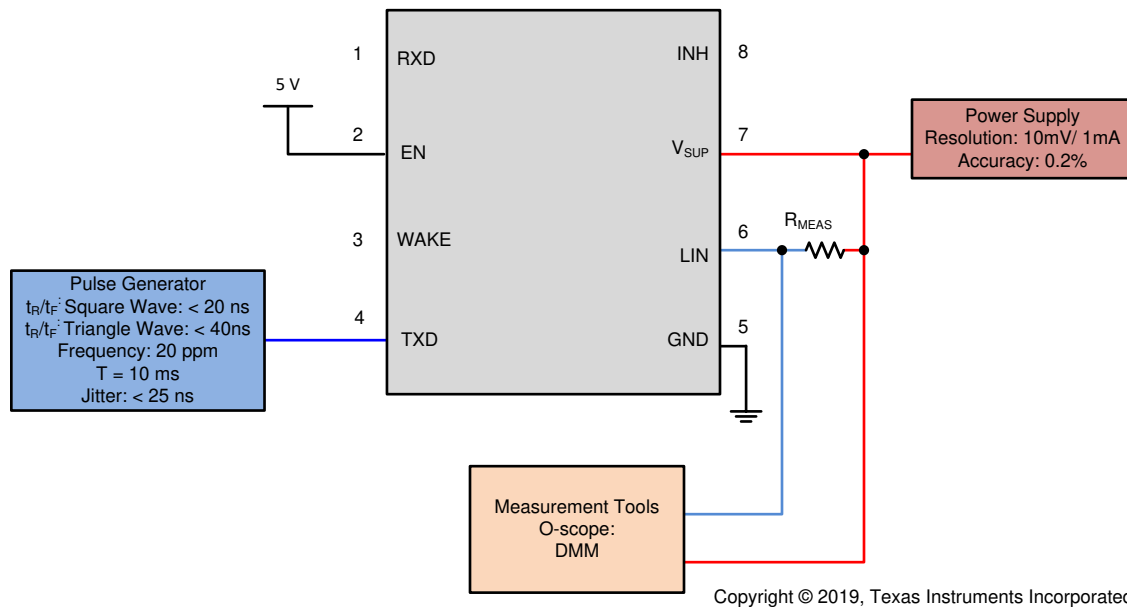 1
RXD
INH
8
5 V
2
EN
V_SUP
7
Power Supply
Resolution: 10mV/ 1mA
Accuracy: 0.2%
R_MEAS
3
WAKE
6
LIN
Pulse Generator
t_R/t_F: Square Wave: < 20 ns
t_R/t_F: Triangle Wave: < 40ns
Frequency: 20 ppm
T = 10 ms
Jitter: < 25 ns
4
TXD
5
GND
Measurement Tools
O-scope:
DMM
Copyright © 2019, Texas Instruments Incorporated